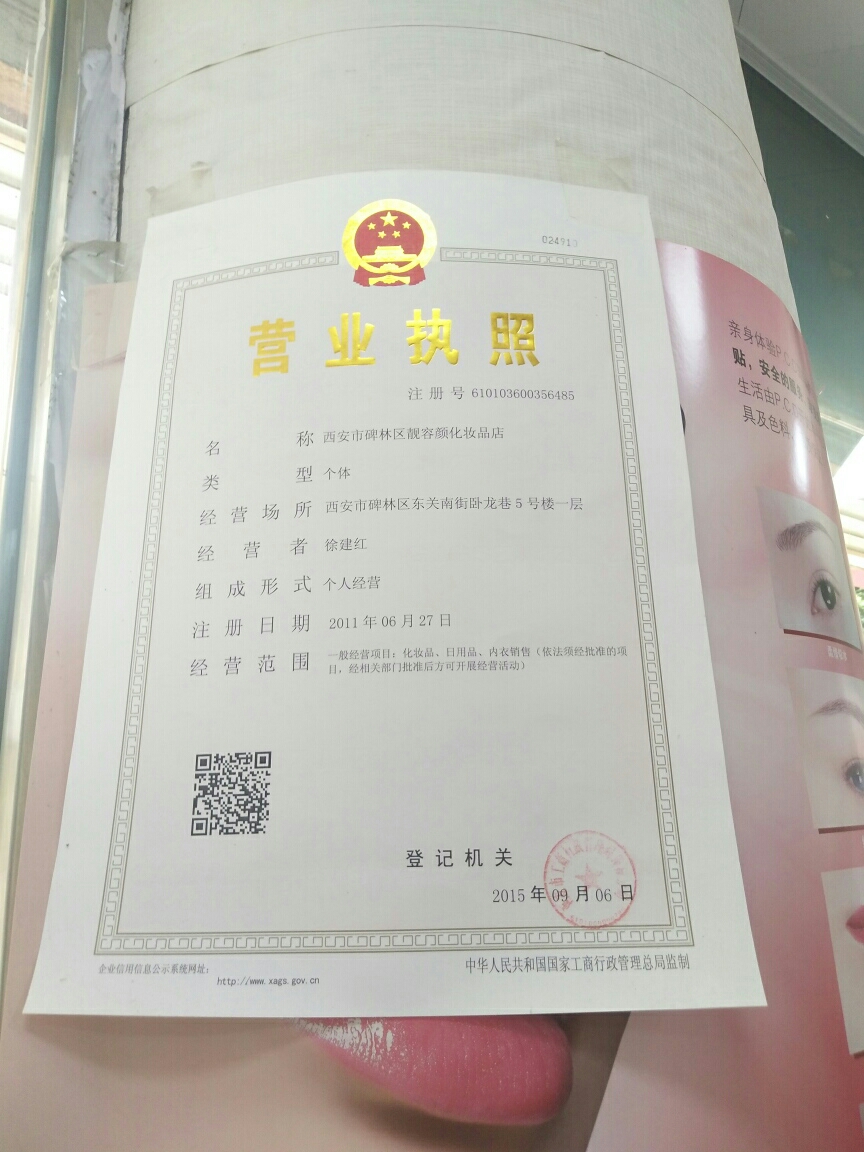 024910
营业执照
注册号 610103600356485
名称 西安市碑林区靓容颜化妆品店
类型 个体
经营场所 西安市碑林区东关南街卧龙巷5号楼一层
经营者 徐建红
组成形式 个人经营
注册日期 2011年06月27日
经营范围 一般经营项目：化妆品、日用品、内衣销售（依法须经批准的项
目，经相关部门批准后方可开展经营活动）
登记机关
2015年09月06日
企业信用信息公示系统网址：
http://www.xags.gov.cn
中华人民共和国国家工商行政管理总局监制
亲身体验P.C
贴，安全的
生活由P.C
具及色料